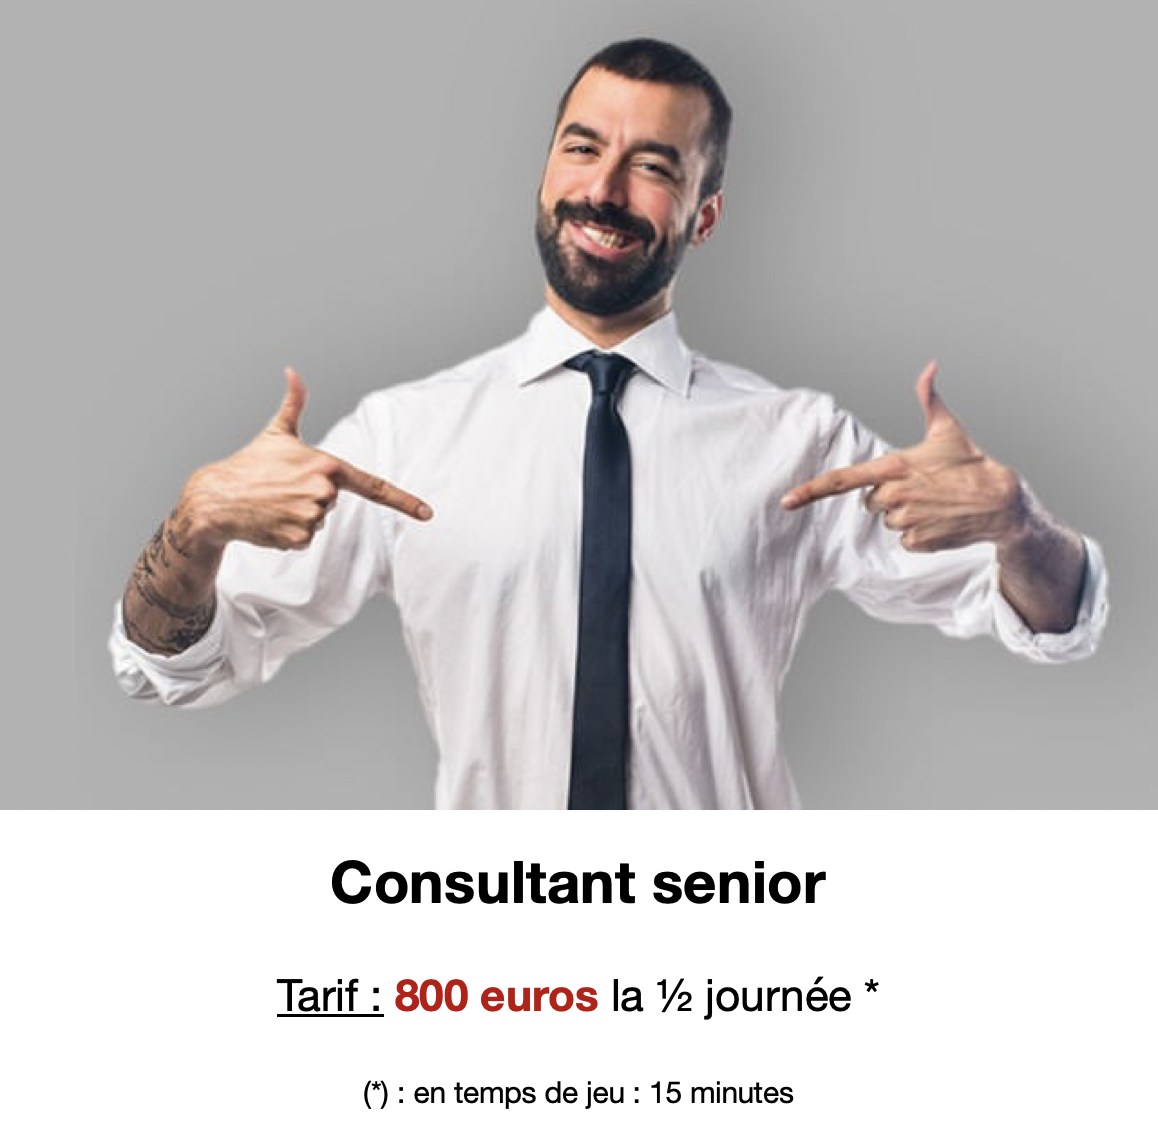 Consultant senior
Tarif : 800 euros la ½ journée *
(*) : en temps de jeu : 15 minutes